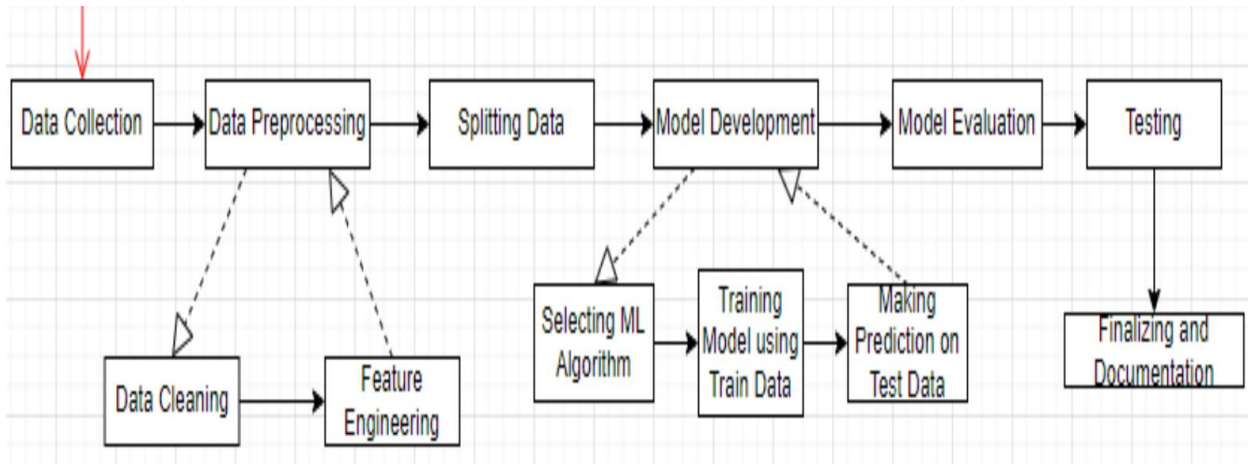 Data Collection
Data Preprocessing
Splitting Data
Model Development
Model Evaluation
Testing
Selecting ML
Algorithm
Training
Model using
Train Data
Making
Prediction on
Test Data
Finalizing and
Documentation
Data Cleaning
Feature
Engineering